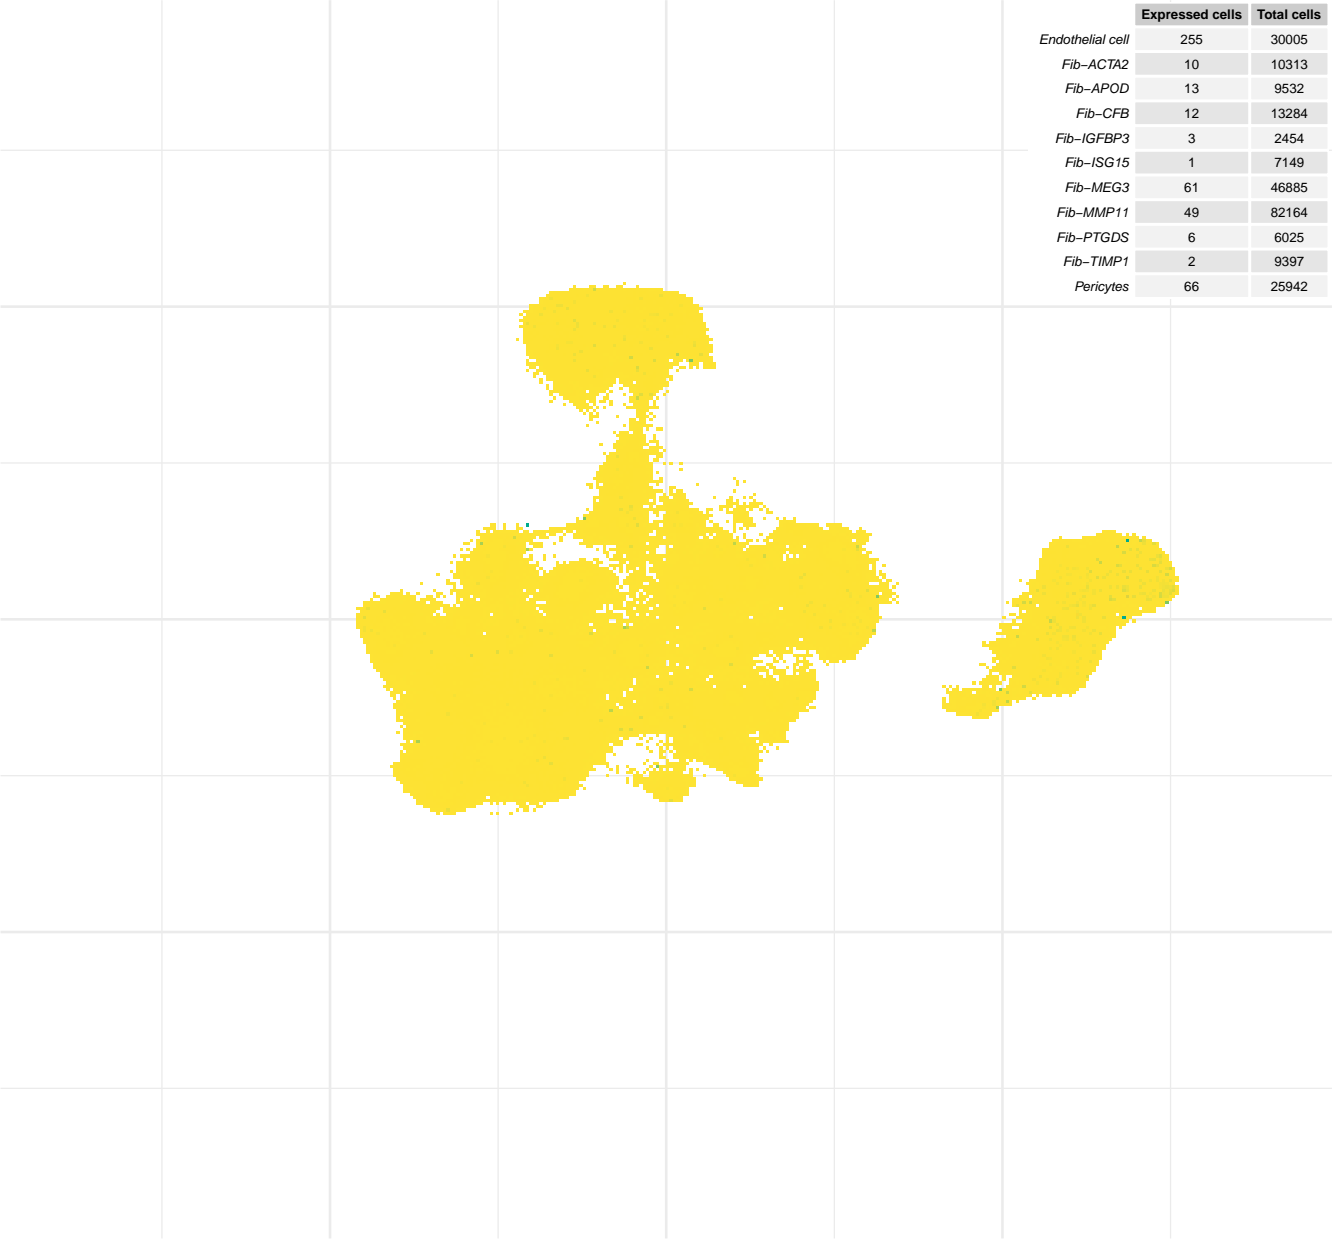 Expressed cells Total cells
Endothelial cell 255 30005
Fib−ACTA2 10 10313
Fib−APOD 13 9532
Fib−CFB 12 13284
Fib−IGFBP3 3 2454
Fib−ISG15 1 7149
Fib−MEG3 61 46885
Fib−MMP11 49 82164
Fib−PTGDS 6 6025
Fib−TIMP1 2 9397
Pericytes 66 25942